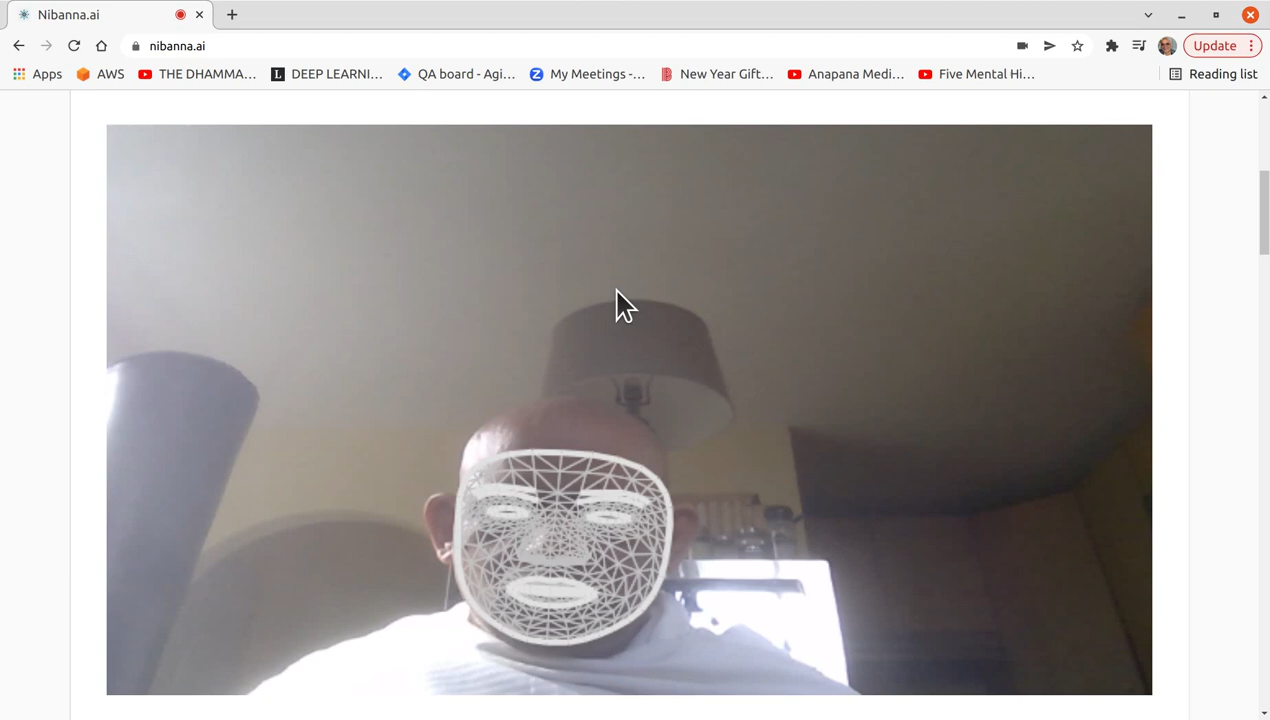 Nibanna.ai
nibanna.ai
Update
Apps AWS THE DHAMMA... DEEP LEARNI... QA board - Agi... My Meetings -... New Year Gift... Anapana Medi... Five Mental Hi... Reading list